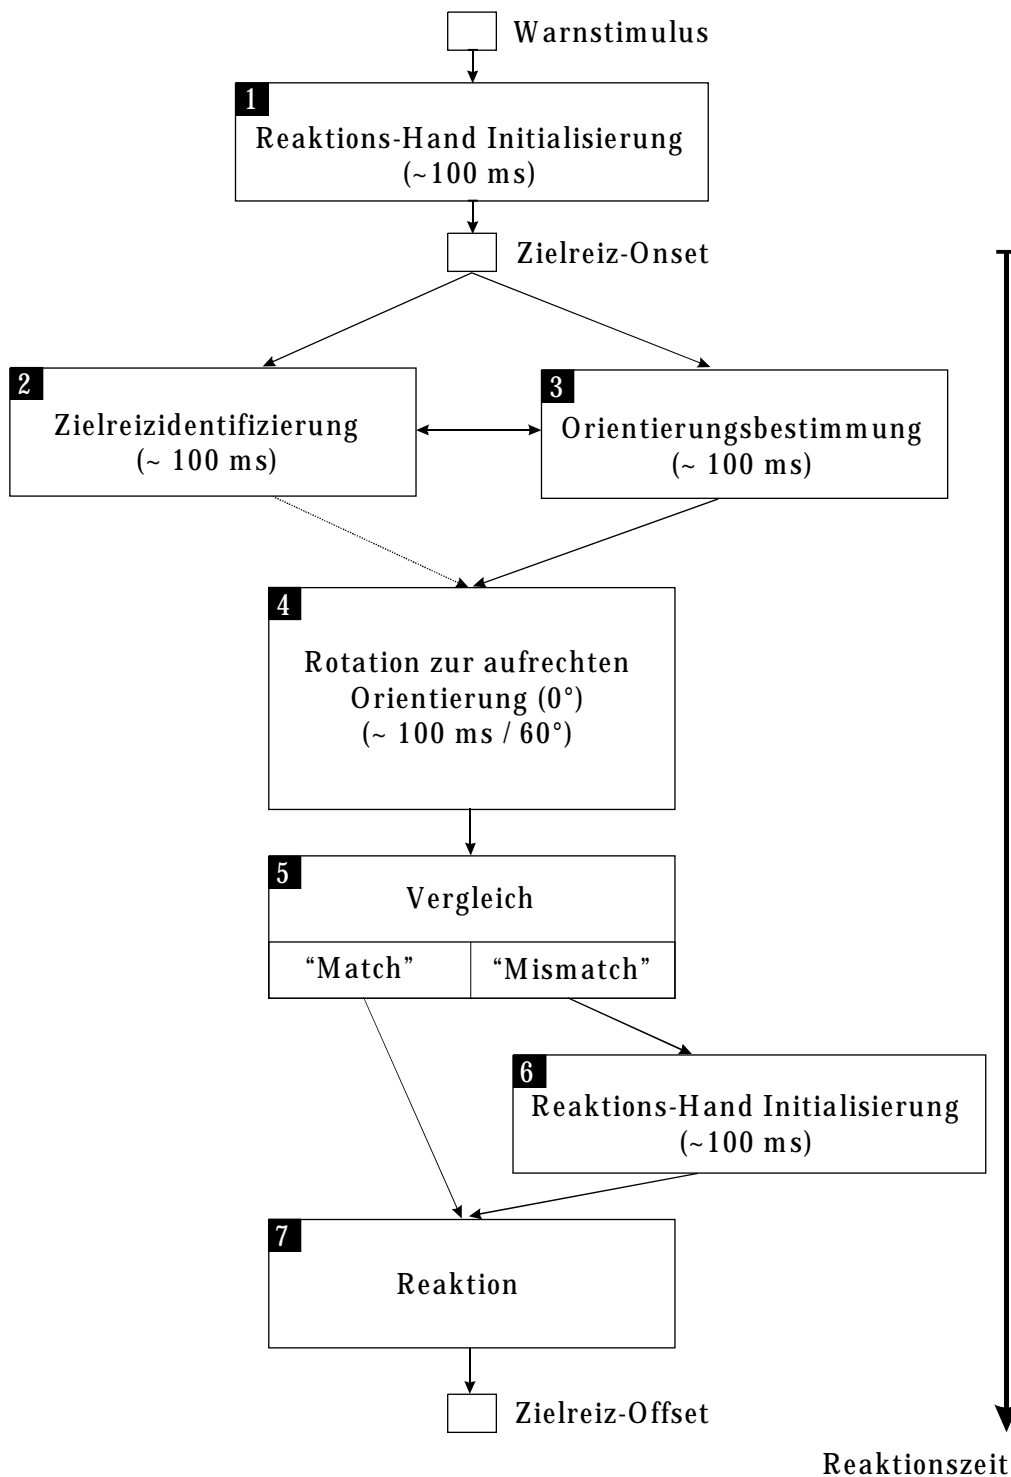 Warnstimulus
1
Reaktions-Hand Initialisierung
(~100 ms)
Zielreiz-Onset
2
Zielreizidentifizierung
(~ 100 ms)
3
Orientierungsbestimmung
(~ 100 ms)
4
Rotation zur aufrechten
Orientierung (0°)
(~ 100 ms / 60°)
5
Vergleich
“Match”
“Mismatch”
6
Reaktions-Hand Initialisierung
(~100 ms)
7
Reaktion
Zielreiz-Offset
Reaktionszeit